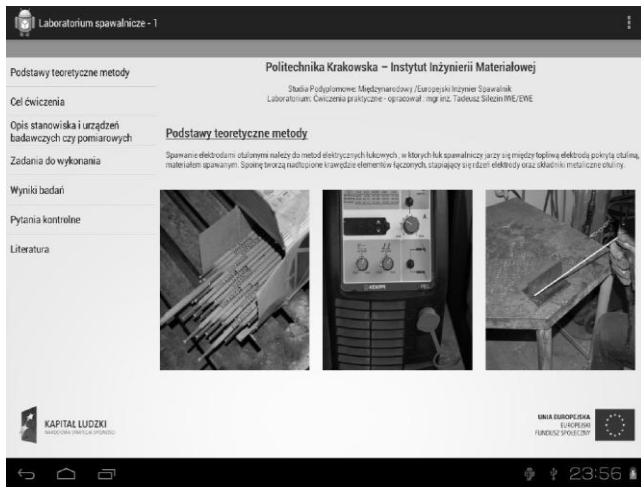 Laboratorium spawalnicze - 1
Podstawy teoretyczne metody
Cel ćwiczenia
Opis stanowiska i urządzeń
badawczych czy pomiarowych
Zadania do wykonania
Wyniki badań
Pytania kontrolne
Literatura
Politechnika Krakowska – Instytut Inżynierii Materiałowej
Studia Podyplomowe: Międzynarodowy /Europejski Inżynier Spawalnik
Laboratorium: Ćwiczenia praktyczne - opracował : mgr inż. Tadeusz Silezin IWE/EWE
Podstawy teoretyczne metody
Spawanie elektrodami otulonymi należy do metod elektrycznych łukowych , w których łuk spawalniczy jarzy się między topliwą elektrodą pokrytą otuliną,
materiałem spawanym. Spoinę tworzą nadtopione krawędzie elementów łączonych, stapiający się rdzeń elektrody oraz składniki metaliczne otuliny.
A
KEMPPI
KAPITAŁ LUDZKI
NARODOWA STRATEGIA SPÓJNOŚCI
UNIA EUROPEJSKA
EUROPEJSKI
FUNDUSZ SPOŁECZNY
23:56